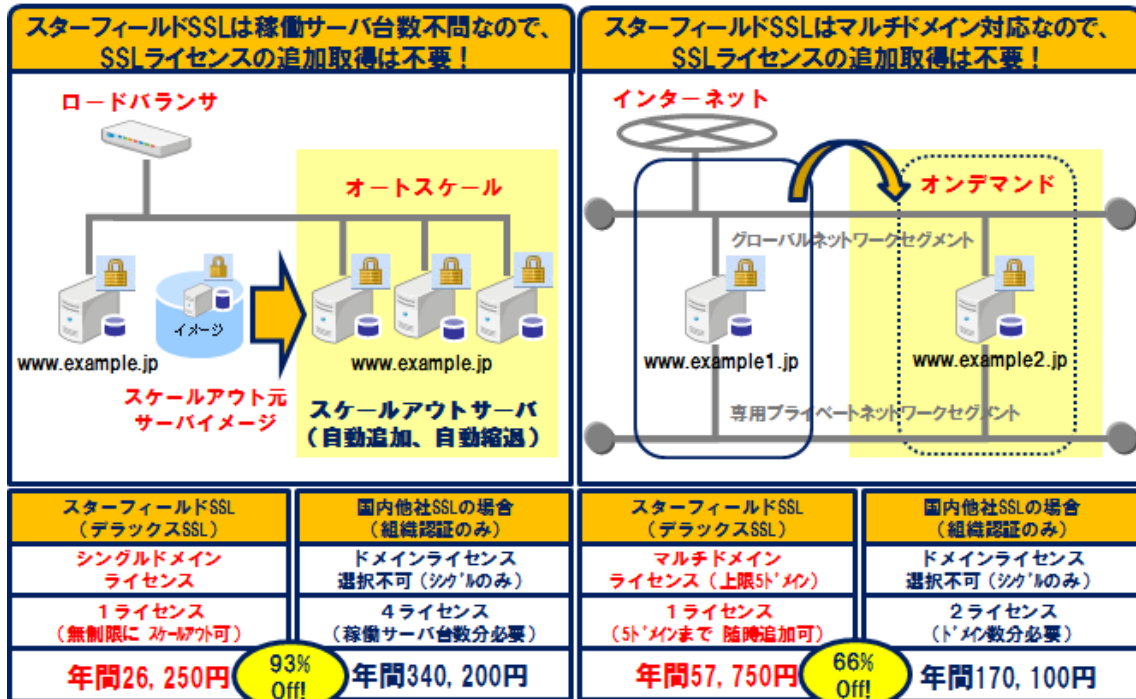 スターフィールドSSLは稼働サーバ台数不問なので、
SSLライセンスの追加取得は不要！
ロードバランサ
オートスケール
イメージ
www.example.jp
www.example.jp
スケールアウト元
サーバイメージ
スケールアウトサーバ
（自動追加、自動縮退）
スターフィールドSSL
（デラックスSSL）
国内他社SSLの場合
（組織認証のみ）
シングルドメイン
ライセンス
ドメインライセンス
選択不可（ｼﾝｸﾞﾙのみ）
１ライセンス
（無制限に ｽｹｰﾙｱｳﾄ可）
４ライセンス
（稼働サーバ台数分必要）
年間26,250円
93%
Off!
年間340,200円
スターフィールドSSLはマルチドメイン対応なので、
SSLライセンスの追加取得は不要！
インターネット
オンデマンド
グローバルネットワークセグメント
www.example1.jp
www.example2.jp
専用プライベートネットワークセグメント
スターフィールドSSL
（デラックスSSL）
国内他社SSLの場合
（組織認証のみ）
マルチドメイン
ライセンス（上限5ﾄﾞﾒｲﾝ）
ドメインライセンス
選択不可（ｼﾝｸﾞﾙのみ）
１ライセンス
（5ﾄﾞﾒｲﾝまで 随時追加可）
２ライセンス
（ﾄﾞﾒｲﾝ数分必要）
年間57,750円
66%
Off!
年間170,100円